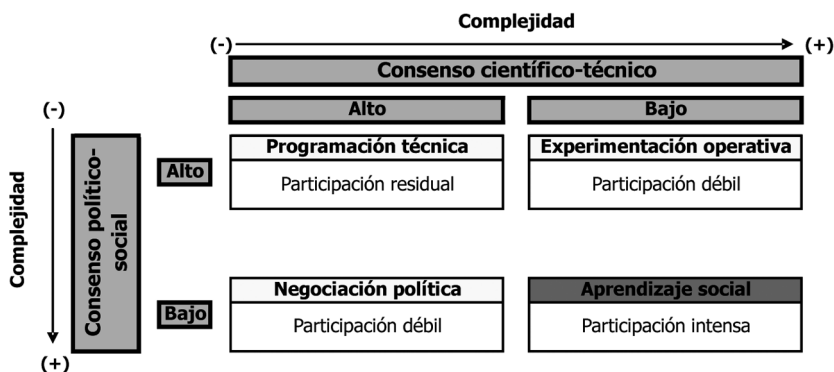 Complejidad
(-)
(+)
Consenso científico-técnico
Alto
Bajo
(-)
Complejidad
(+)
Consenso político-
social
Alto
Programación técnica
Participación residual
Experimentación operativa
Participación débil
Bajo
Negociación política
Participación débil
Aprendizaje social
Participación intensa